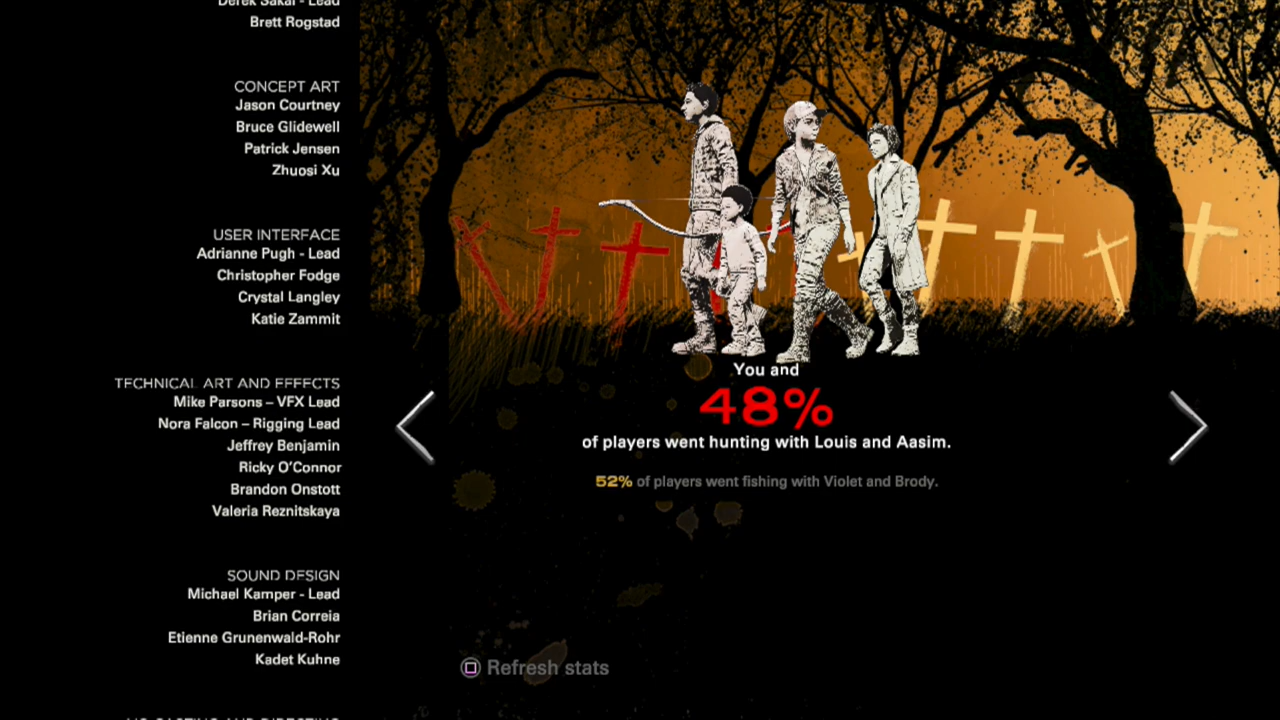 Derek Sakai - Lead
Brett Rogstad
CONCEPT ART
Jason Courtney
Bruce Glidewell
Patrick Jensen
Zhuosi Xu
USER INTERFACE
Adrianne Pugh - Lead
Christopher Fodge
Crystal Langley
Katie Zammit
TECHNICAL ART AND EFFECTS
Mike Parsons – VFX Lead
Nora Falcon – Rigging Lead
Jeffrey Benjamin
Ricky O'Connor
Brandon Onstott
Valeria Reznitskaya
SOUND DESIGN
Michael Kamper - Lead
Brian Correia
Etienne Grunenwald-Rohr
Kadet Kuhne
You and
48%
of players went hunting with Louis and Aasim.
52% of players went fishing with Violet and Brody.
Refresh stats